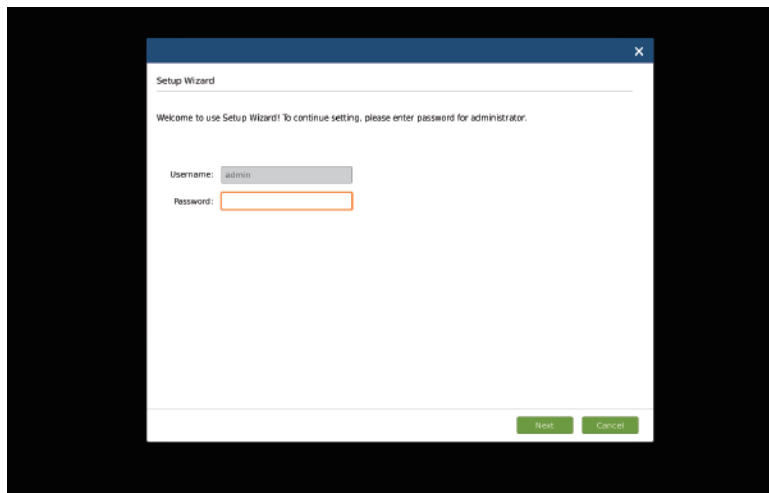 Setup Wizard
Welcome to use Setup Wizard! To continue setting, please enter password for administrator.
Username: admin
Password:
Next Cancel